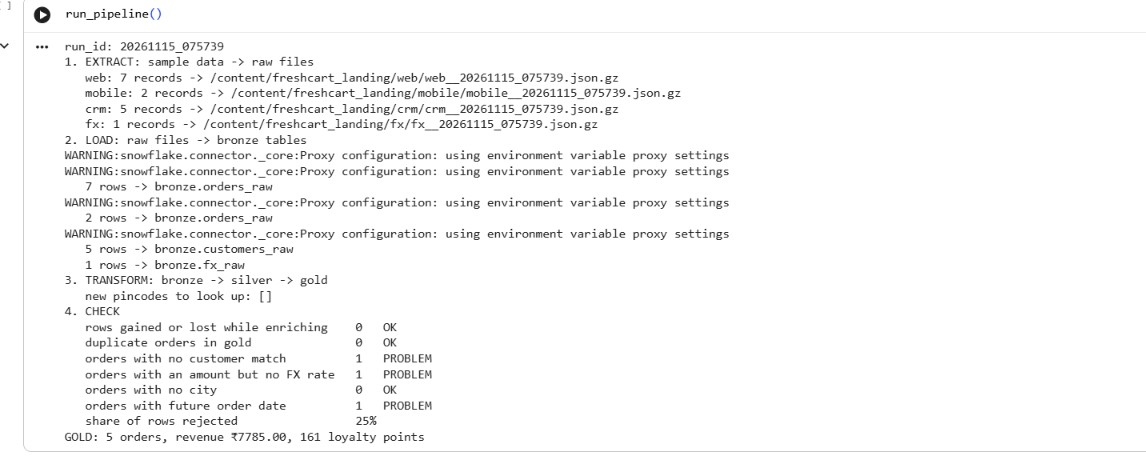 run_pipeline()
... run_id: 20261115_075739
1. EXTRACT: sample data -> raw files
web: 7 records -> /content/freshcart_landing/web/web__20261115_075739.json.gz
mobile: 2 records -> /content/freshcart_landing/mobile/mobile__20261115_075739.json.gz
crm: 5 records -> /content/freshcart_landing/crm/crm__20261115_075739.json.gz
fx: 1 records -> /content/freshcart_landing/fx/fx__20261115_075739.json.gz
2. LOAD: raw files -> bronze tables
WARNING:snowflake.connector._core:Proxy configuration: using environment variable proxy settings
WARNING:snowflake.connector._core:Proxy configuration: using environment variable proxy settings
7 rows -> bronze.orders_raw
WARNING:snowflake.connector._core:Proxy configuration: using environment variable proxy settings
2 rows -> bronze.orders_raw
WARNING:snowflake.connector._core:Proxy configuration: using environment variable proxy settings
5 rows -> bronze.customers_raw
1 rows -> bronze.fx_raw
3. TRANSFORM: bronze -> silver -> gold
new pincodes to look up: []
4. CHECK
rows gained or lost while enriching 0 OK
duplicate orders in gold 0 OK
orders with no customer match 1 PROBLEM
orders with an amount but no FX rate 1 PROBLEM
orders with no city 0 OK
orders with future order date 1 PROBLEM
share of rows rejected 25%
GOLD: 5 orders, revenue ₹7785.00, 161 loyalty points